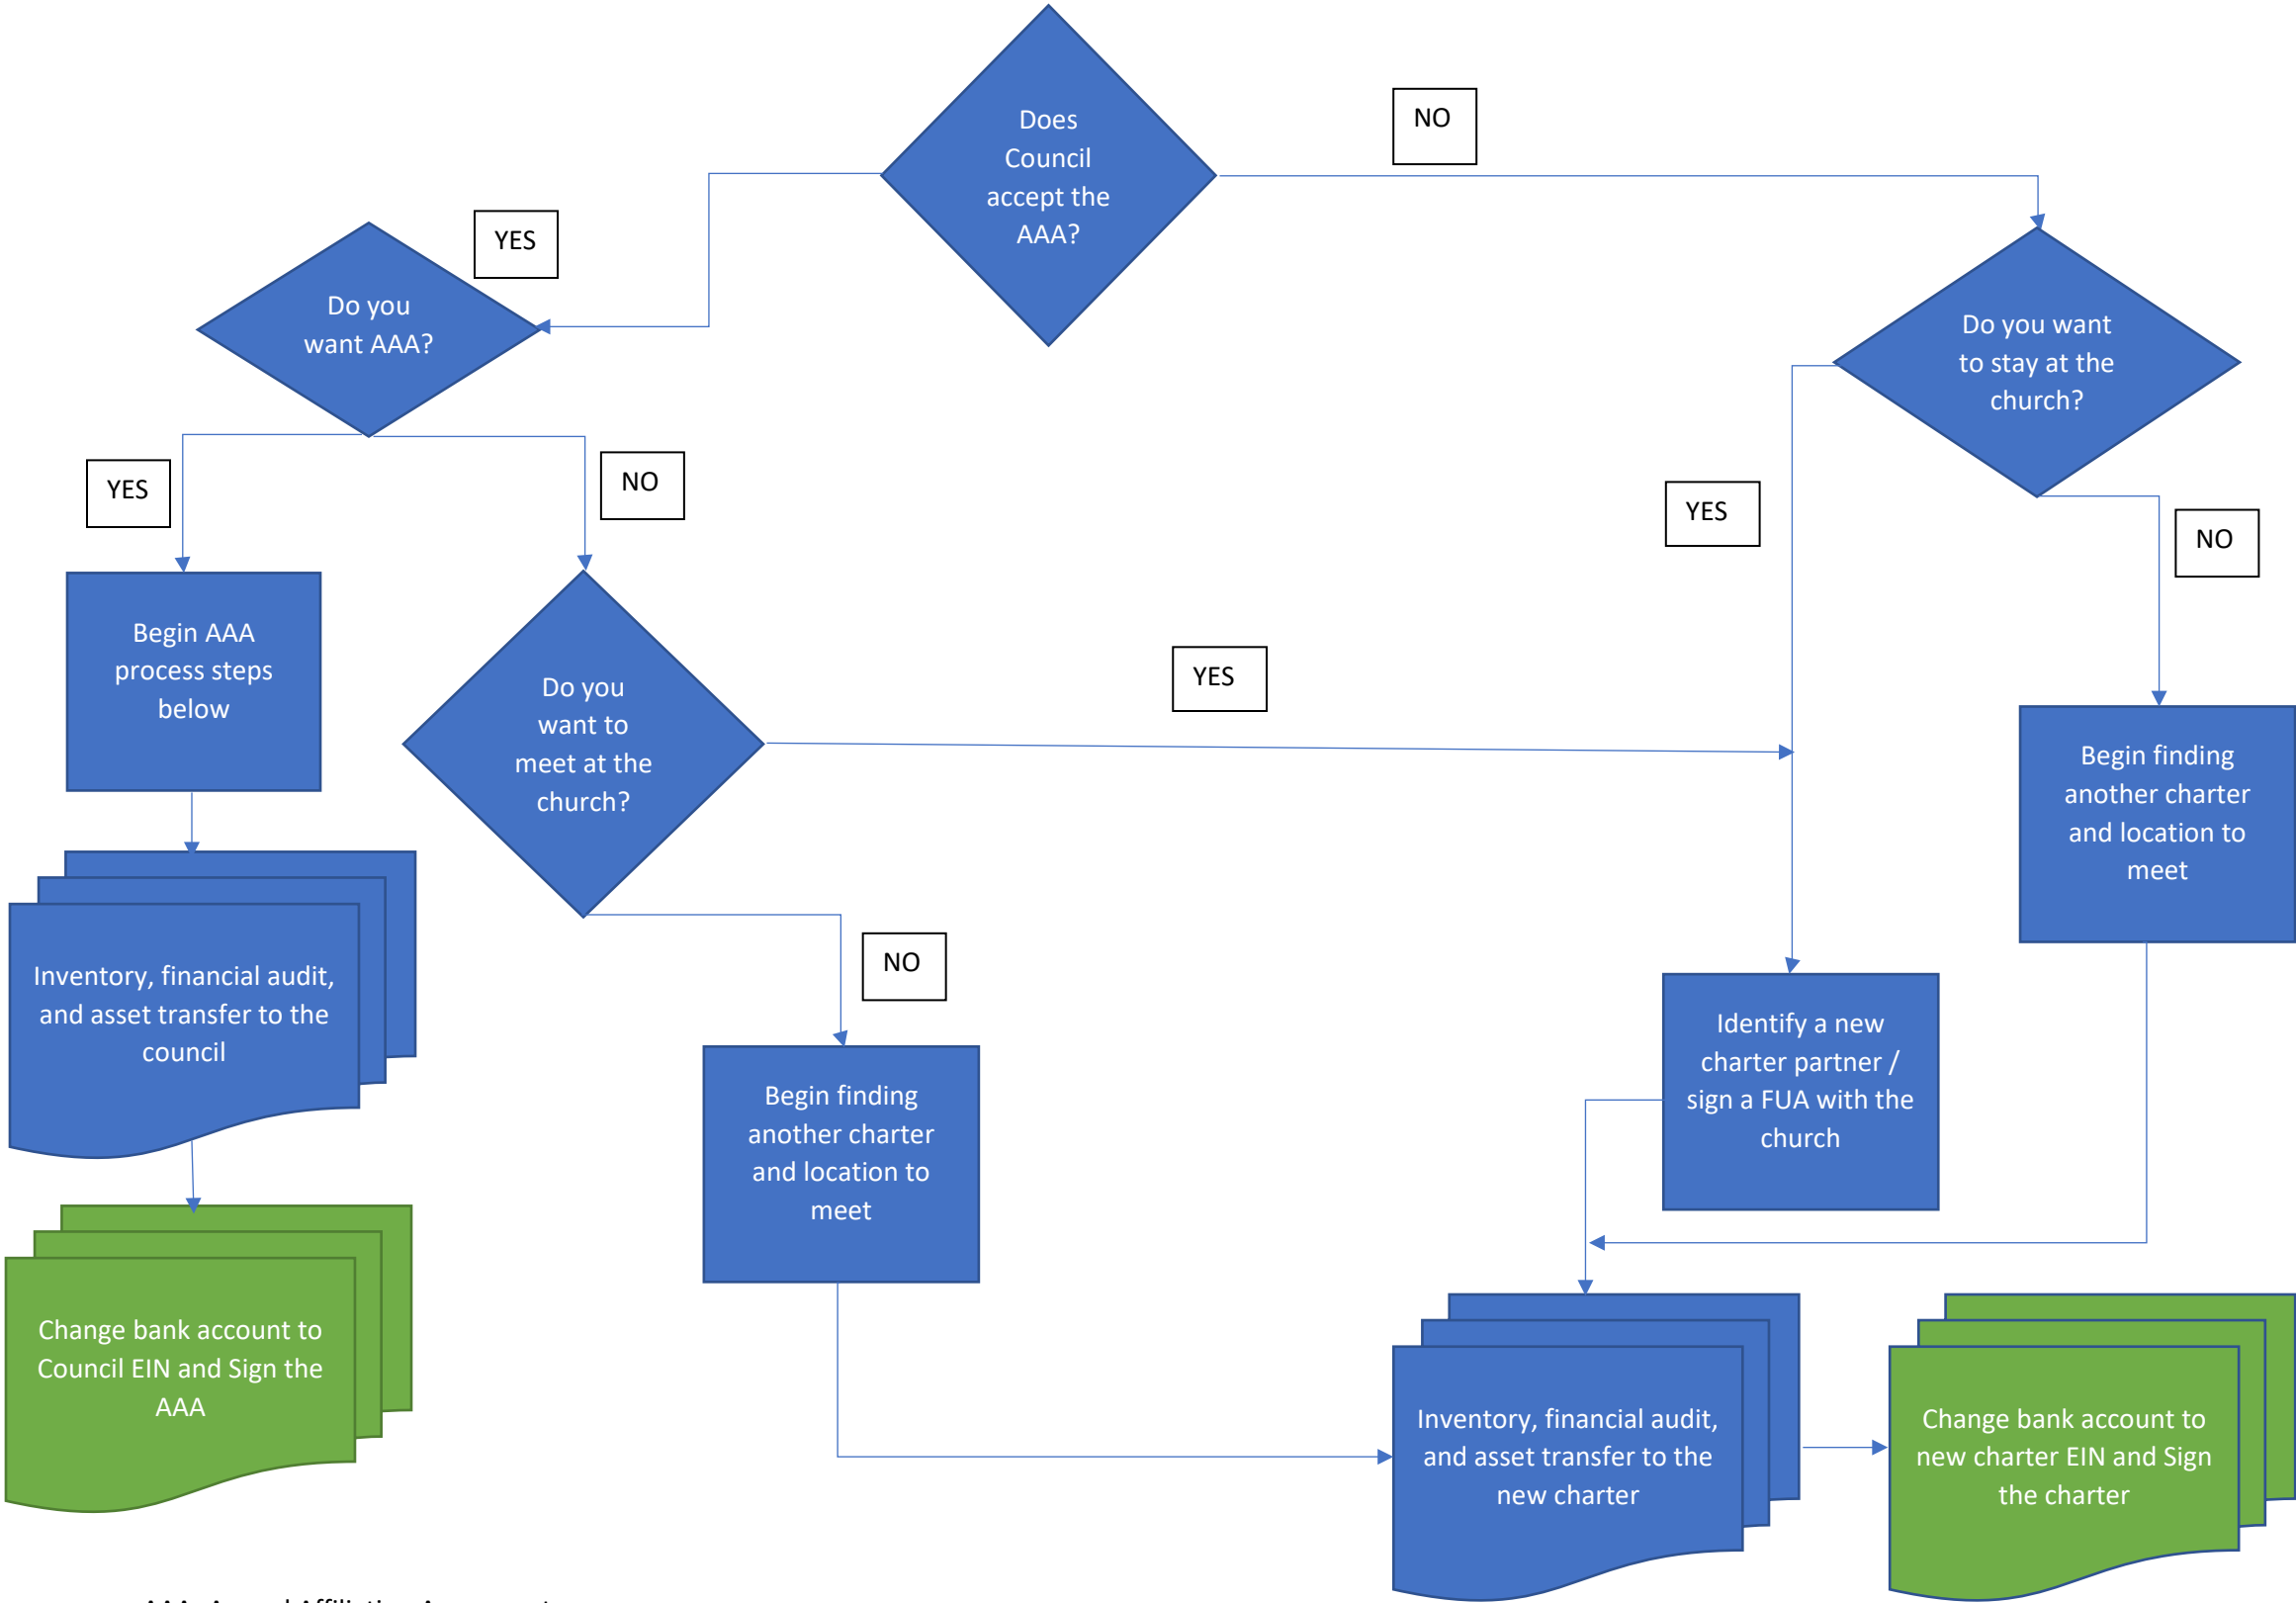 Does
Council
accept the
AAA?
NO
YES
Do you
want AAA?
Do you want
to stay at the
church?
YES
NO
YES
NO
Begin AAA
process steps
below
Do you
want to
meet at the
church?
YES
Begin finding
another charter
and location to
meet
Inventory, financial audit,
and asset transfer to the
council
NO
Identify a new
charter partner /
sign a FUA with the
church
Begin finding
another charter
and location to
meet
Change bank account to
Council EIN and Sign the
AAA
Inventory, financial audit,
and asset transfer to the
new charter
Change bank account to
new charter EIN and Sign
the charter